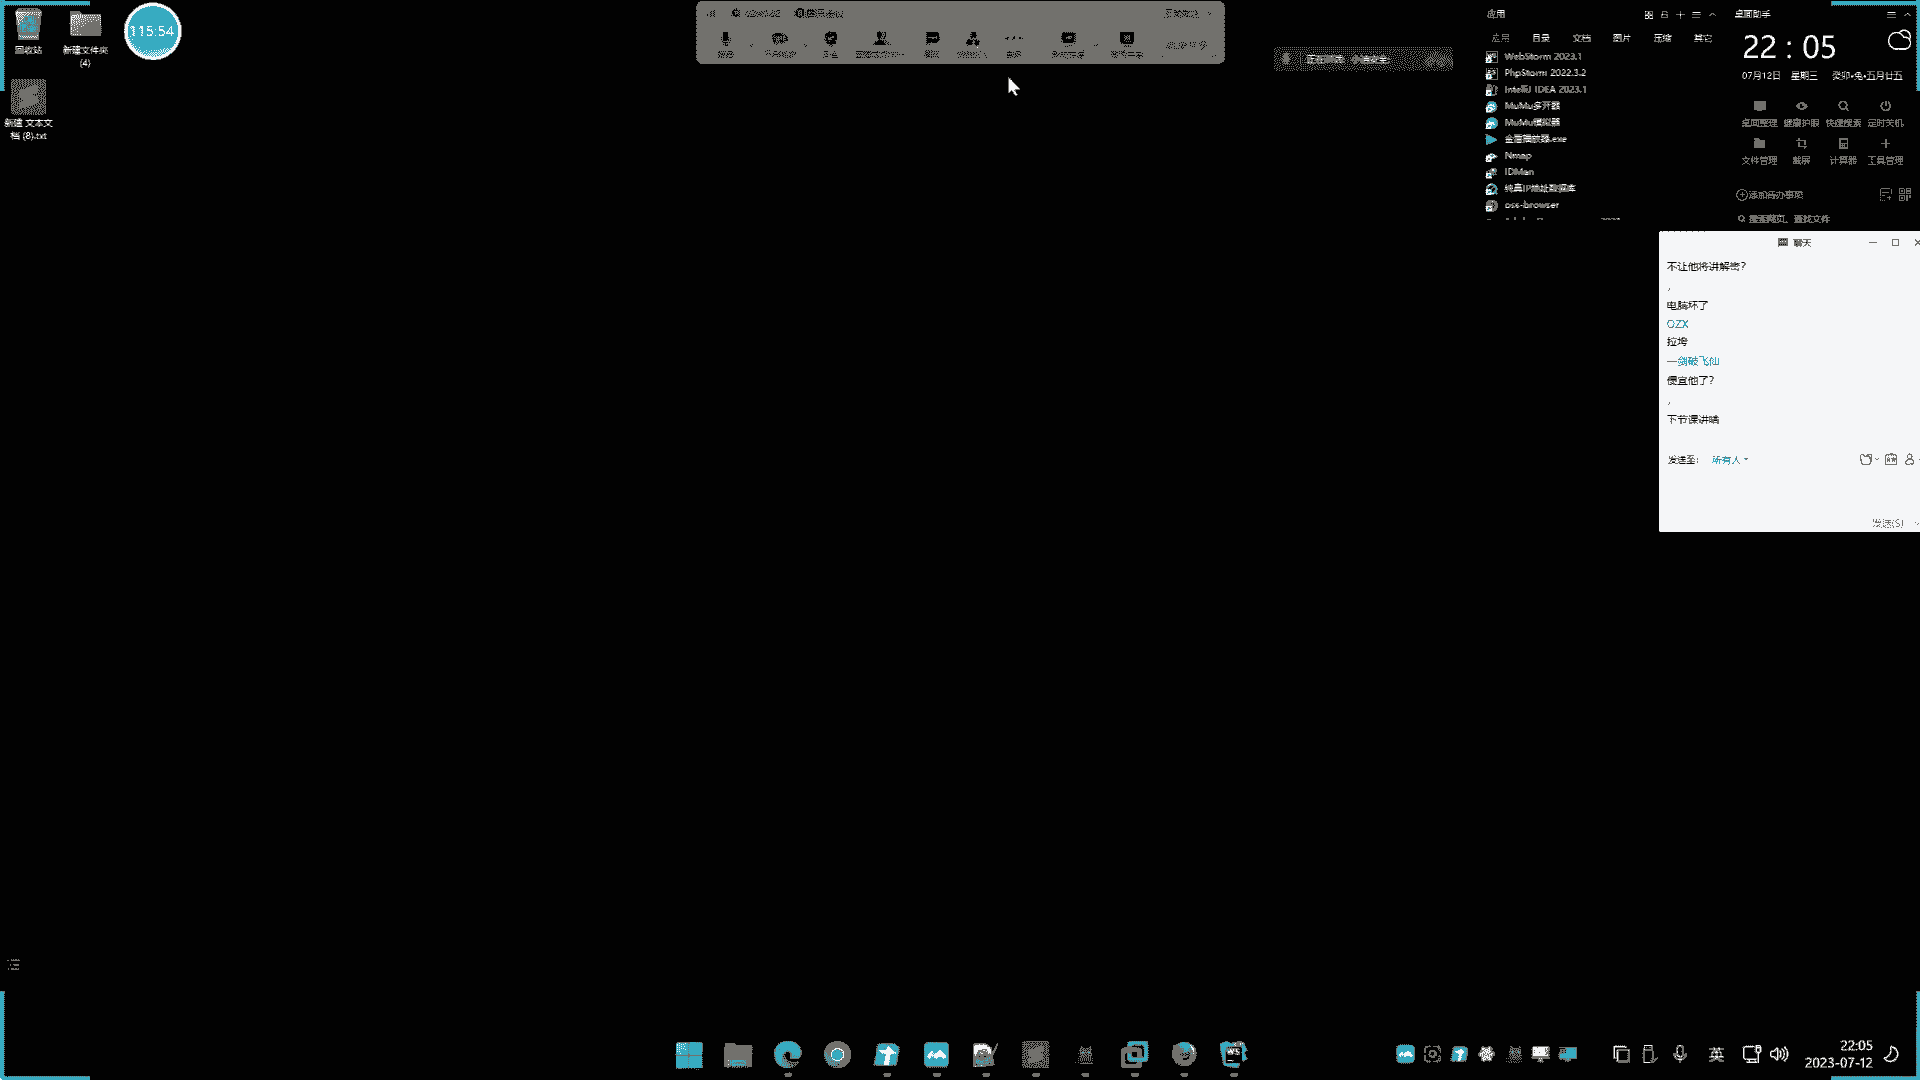 回收站
新建文件夹
(4)
115:54
新建 文本文
档 (8).txt
应用
应用 目录 文档 图片 压缩 其它
WebStorm 2023.1
PhpStorm 2022.3.2
IntelliJ IDEA 2023.1
MuMu多开器
MuMu模拟器
金盾播放器.exe
Nmap
IDMan
纯真IP地址数据库
oss-browser
桌面助手
22 : 05
07月12日 星期三 癸卯•兔•五月廿五
桌面整理 健康护眼 快速搜索 定时关机
文件管理 截屏 计算器 工具管理
添加待办事项
搜索网页、查找文件
聊天
不让他将讲解密？
，
电脑坏了
OZX
拉垮
一剑破飞仙
便宜他了？
，
下节课讲瞒
发送至： 所有人
发送(S)
英
22:05
2023-07-12